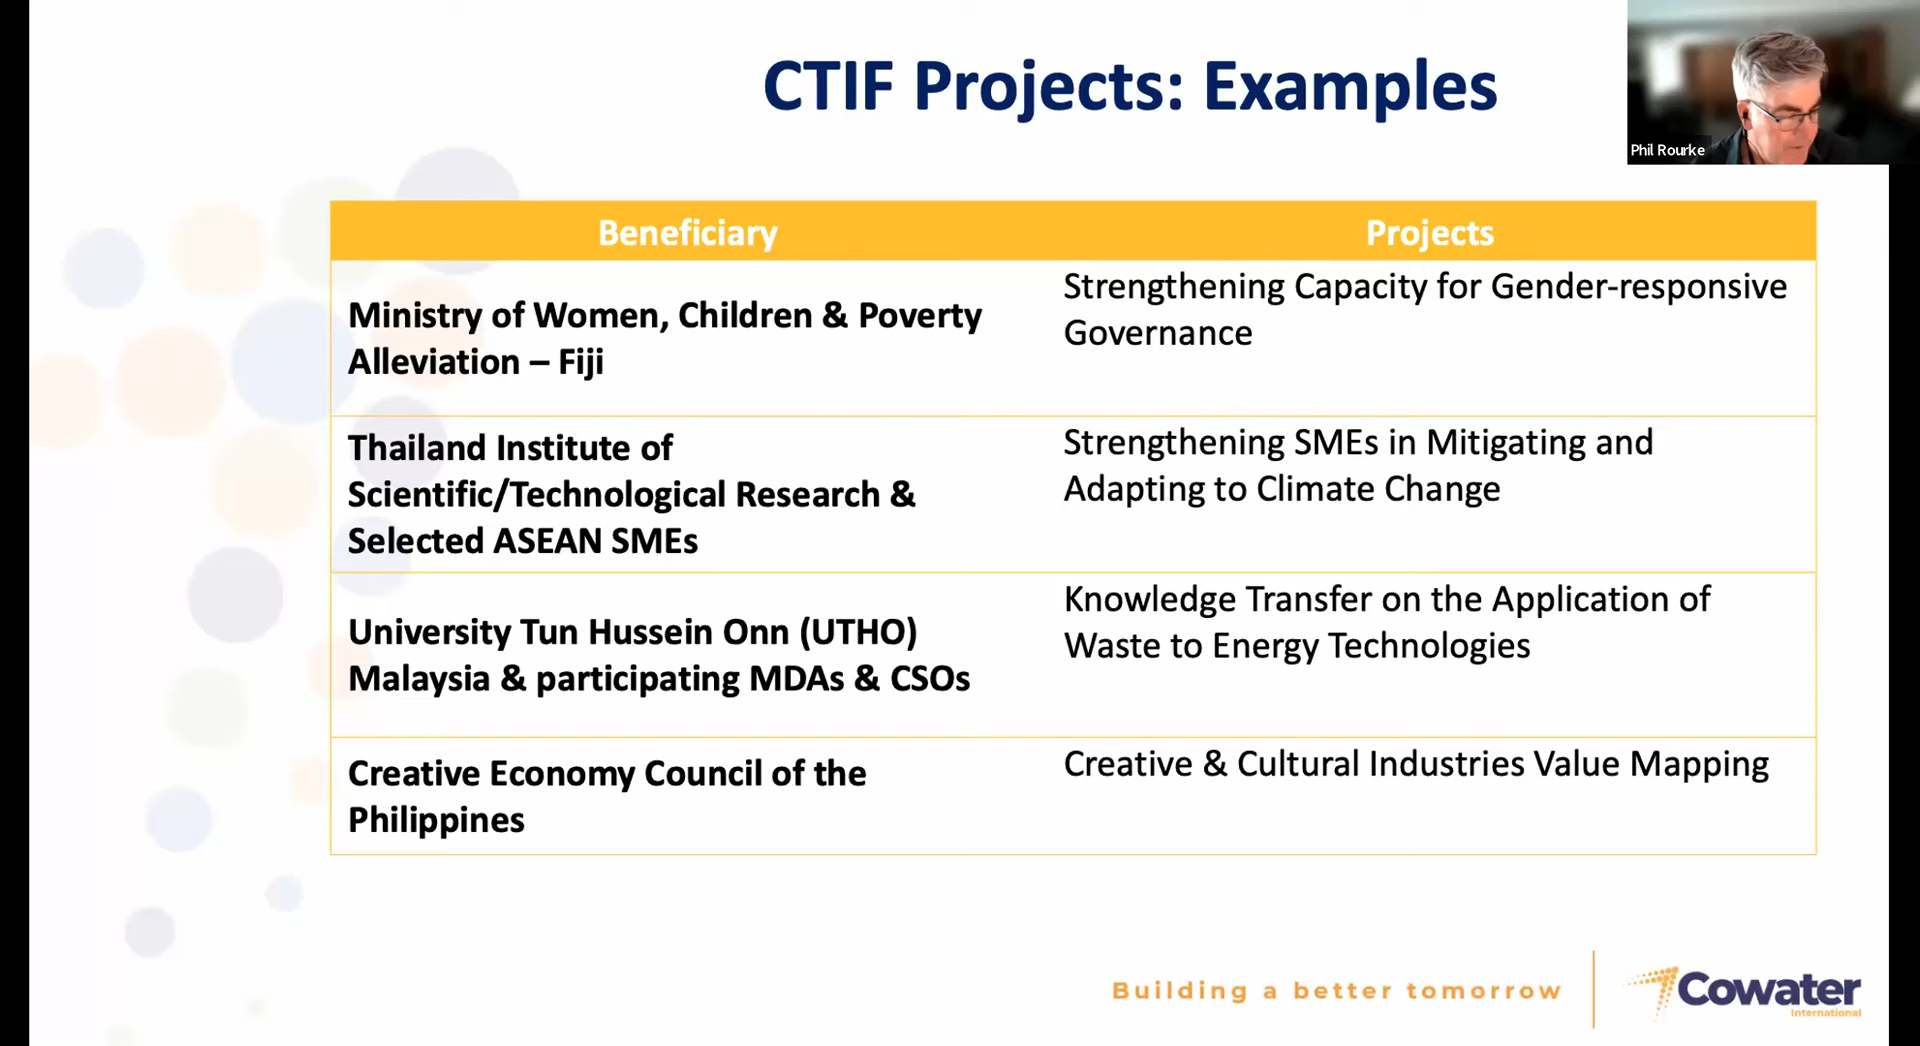 CTIF Projects: Examples
Phil Rourke
Beneficiary
Projects
Ministry of Women, Children & Poverty
Alleviation – Fiji
Strengthening Capacity for Gender-responsive
Governance
Thailand Institute of
Scientific/Technological Research &
Selected ASEAN SMEs
Strengthening SMEs in Mitigating and
Adapting to Climate Change
University Tun Hussein Onn (UTHO)
Malaysia & participating MDAs & CSOs
Knowledge Transfer on the Application of
Waste to Energy Technologies
Creative Economy Council of the
Philippines
Creative & Cultural Industries Value Mapping
Building a better tomorrow
Cowater
International